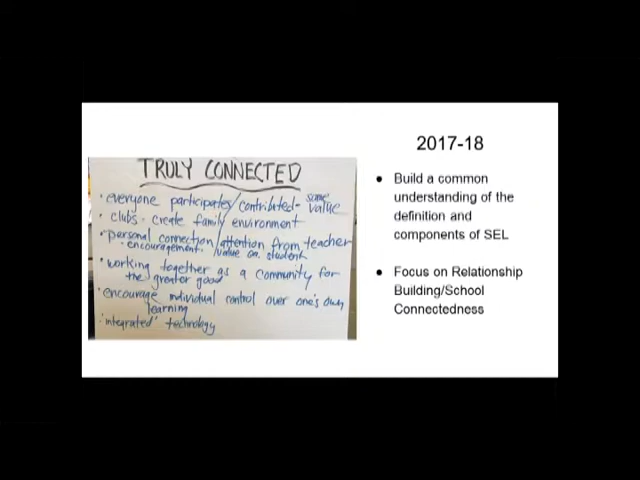 TRULY CONNECTED
• everyone participates/contributed - same value
• clubs - create family environment
• personal connection/attention from teacher
• encouragement. /value on student
• working together as a community for
the greater good
• encourage individual control over one's own
learning
• "integrated" technology
2017-18
● Build a common
understanding of the
definition and
components of SEL
● Focus on Relationship
Building/School
Connectedness